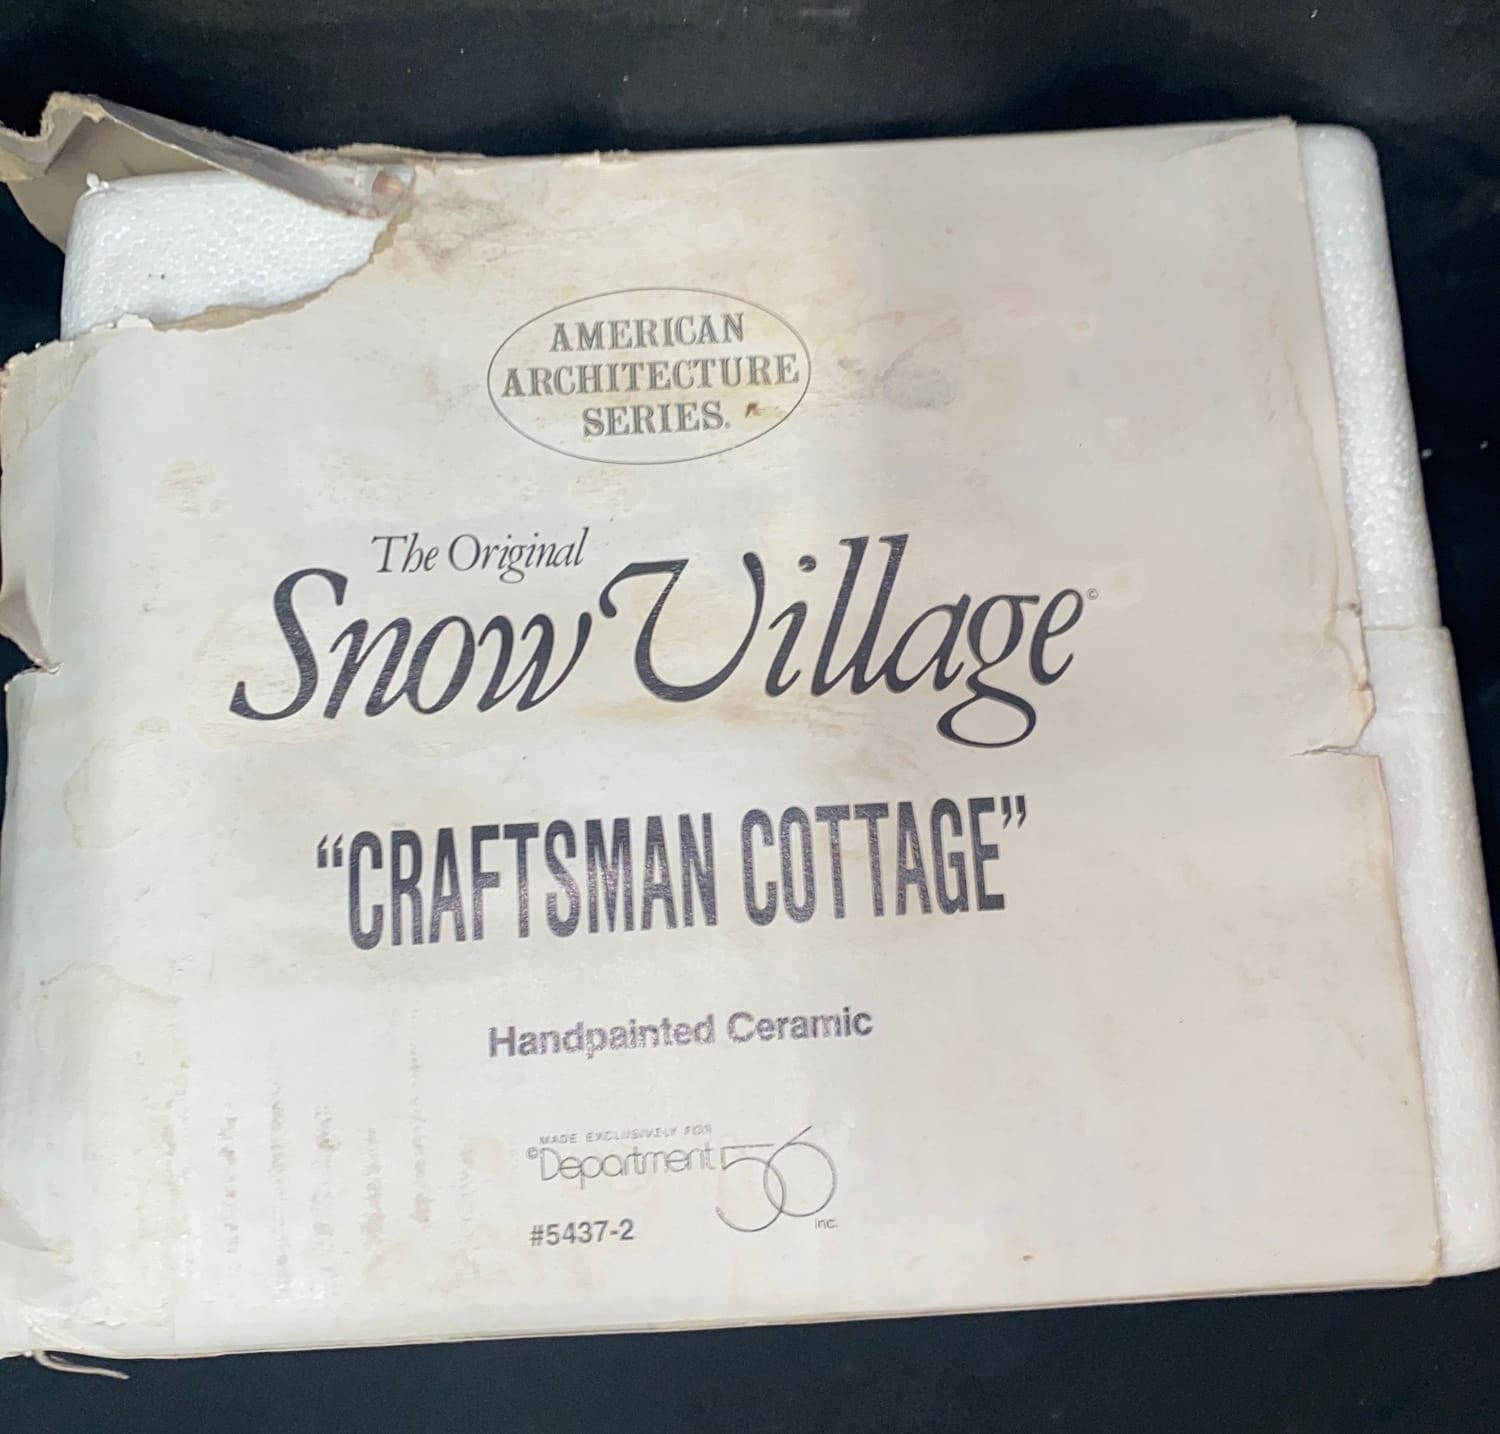 AMERICAN
ARCHITECTURE
SERIES.
The Original
Snow Village©
“CRAFTSMAN COTTAGE”
Handpainted Ceramic
MADE EXCLUSIVELY FOR
©Department 56
inc.
#5437-2